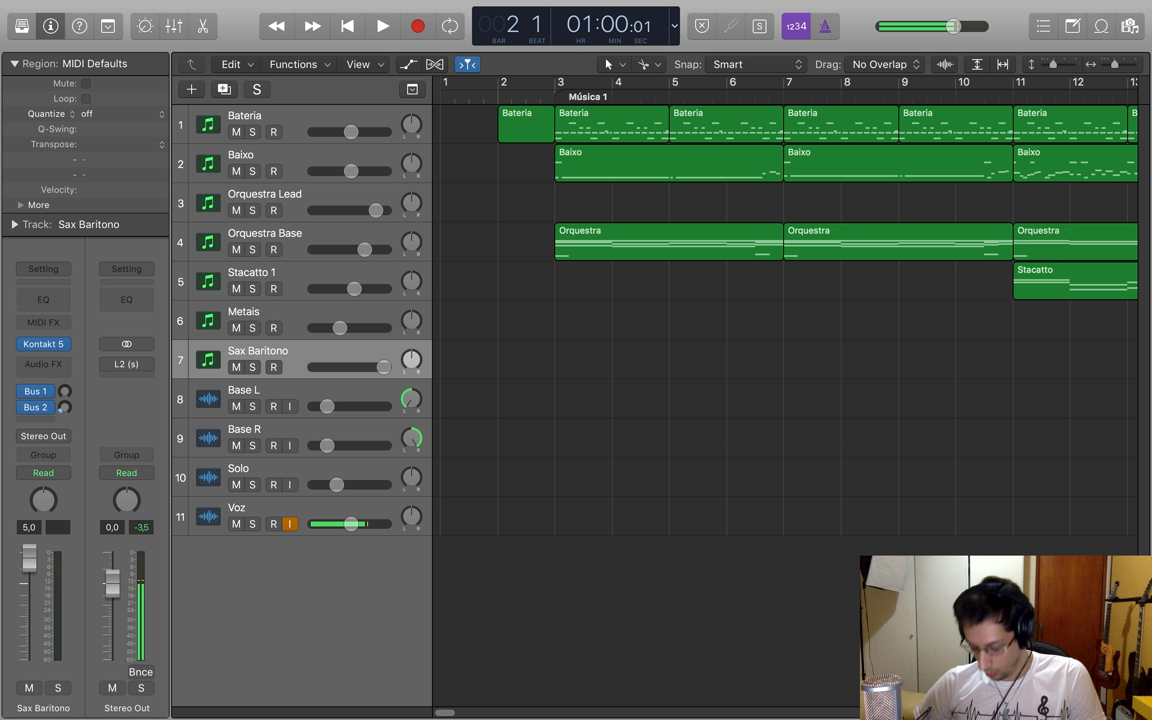 2 1
BAR BEAT
01:00:01
HR MIN SEC
S
1234
Region: MIDI Defaults
Mute:
Loop:
Quantize off
Q-Swing:
Transpose:
- -
- -
Velocity:
More
Track: Sax Baritono
Edit Functions View
Snap: Smart
Drag: No Overlap
S
1 2 3 4 5 6 7 8 9 10 11 12
Música 1
1 Bateria
M S R
Bateria Bateria Bateria Bateria Bateria Bateria B
2 Baixo
M S R
Baixo Baixo Baixo
3 Orquestra Lead
M S R
4 Orquestra Base
M S R
Orquestra Orquestra Orquestra
5 Stacatto 1
M S R
Stacatto
6 Metais
M S R
7 Sax Baritono
M S R
8 Base L
M S R I
9 Base R
M S R I
10 Solo
M S R I
11 Voz
M S R I
Setting Setting
EQ EQ
MIDI FX
Kontakt 5
Audio FX L2 (s)
Bus 1
Bus 2
Stereo Out
Group Group
Read Read
5,0 0,0 -3,5
Bnce
M S M S
Sax Baritono Stereo Out